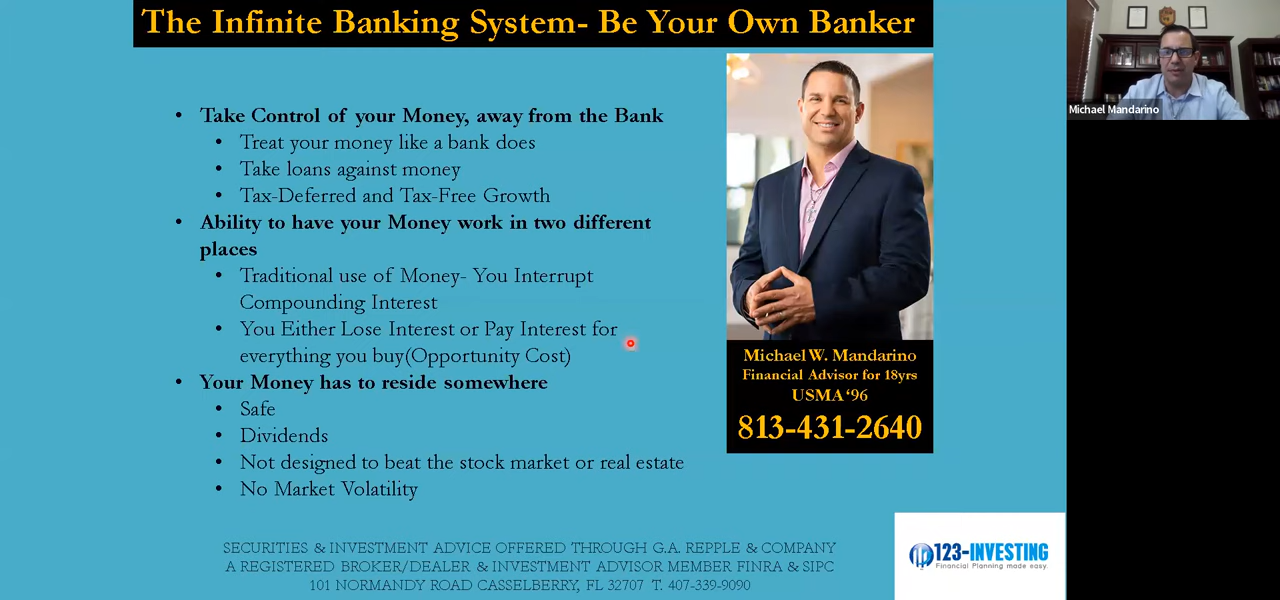 The Infinite Banking System- Be Your Own Banker
• Take Control of your Money, away from the Bank
• Treat your money like a bank does
• Take loans against money
• Tax-Deferred and Tax-Free Growth
• Ability to have your Money work in two different
places
• Traditional use of Money- You Interrupt
Compounding Interest
• You Either Lose Interest or Pay Interest for
everything you buy(Opportunity Cost)
• Your Money has to reside somewhere
• Safe
• Dividends
• Not designed to beat the stock market or real estate
• No Market Volatility
Michael W. Mandarino
Financial Advisor for 18yrs
USMA ‘96
813-431-2640
SECURITIES & INVESTMENT ADVICE OFFERED THROUGH G.A. REPPLE & COMPANY
A REGISTERED BROKER/DEALER & INVESTMENT ADVISOR MEMBER FINRA & SIPC
101 NORMANDY ROAD CASSELBERRY, FL 32707 T. 407-339-9090
123-INVESTING
Financial Planning made easy.
Michael Mandarino